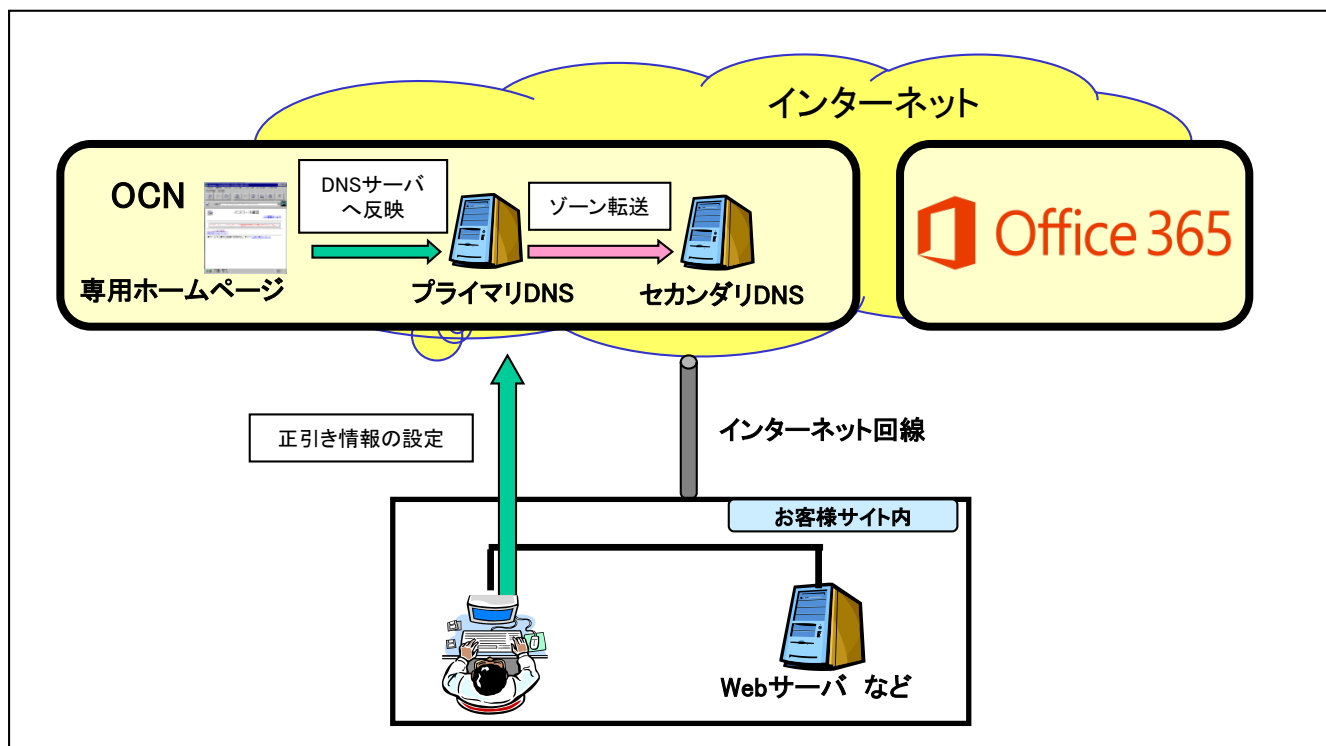 インターネット
OCN
DNSサーバ
へ反映
ゾーン転送
専用ホームページ
プライマリDNS
セカンダリDNS
Office 365
正引き情報の設定
インターネット回線
お客様サイト内
Webサーバ など